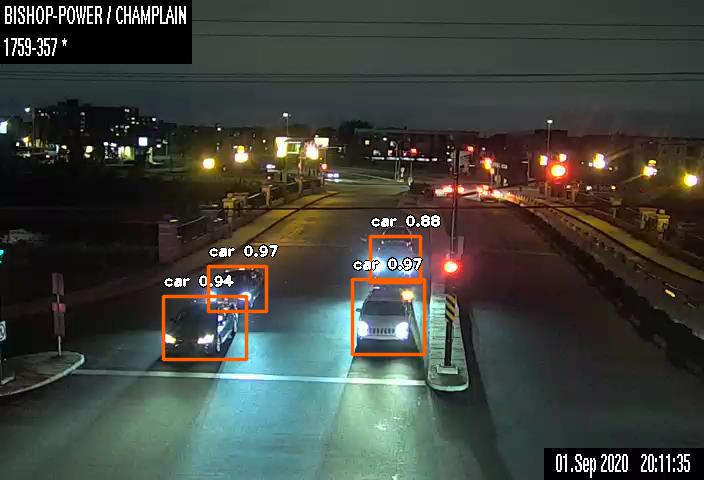 BISHOP-POWER / CHAMPLAIN
1759-357 *
car 0.88
car 0.97
car 0.97
car 0.94
01.Sep 2020 20:11:35